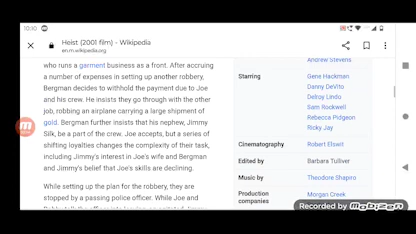 10:10
Heist (2001 film) - Wikipedia
en.m.wikipedia.org
who runs a garment business as a front. After accruing
a number of expenses in setting up another robbery,
Bergman decides to withhold the payment due to Joe
and his crew. He insists they go through with the other
job, robbing an airplane carrying a large shipment of
gold. Bergman further insists that his nephew, Jimmy
Silk, be a part of the crew. Joe accepts, but a series of
shifting loyalties changes the complexity of their task,
including Jimmy's interest in Joe's wife and Bergman
and Jimmy's belief that Joe's skills are declining.
While setting up the plan for the robbery, they are
stopped by a passing police officer. While Joe and
Andrew Stevens
Starring
Gene Hackman
Danny DeVito
Delroy Lindo
Sam Rockwell
Rebecca Pidgeon
Ricky Jay
Cinematography Robert Elswit
Edited by Barbara Tulliver
Music by Theodore Shapiro
Production Morgan Creek
companies
Recorded by Mobizen